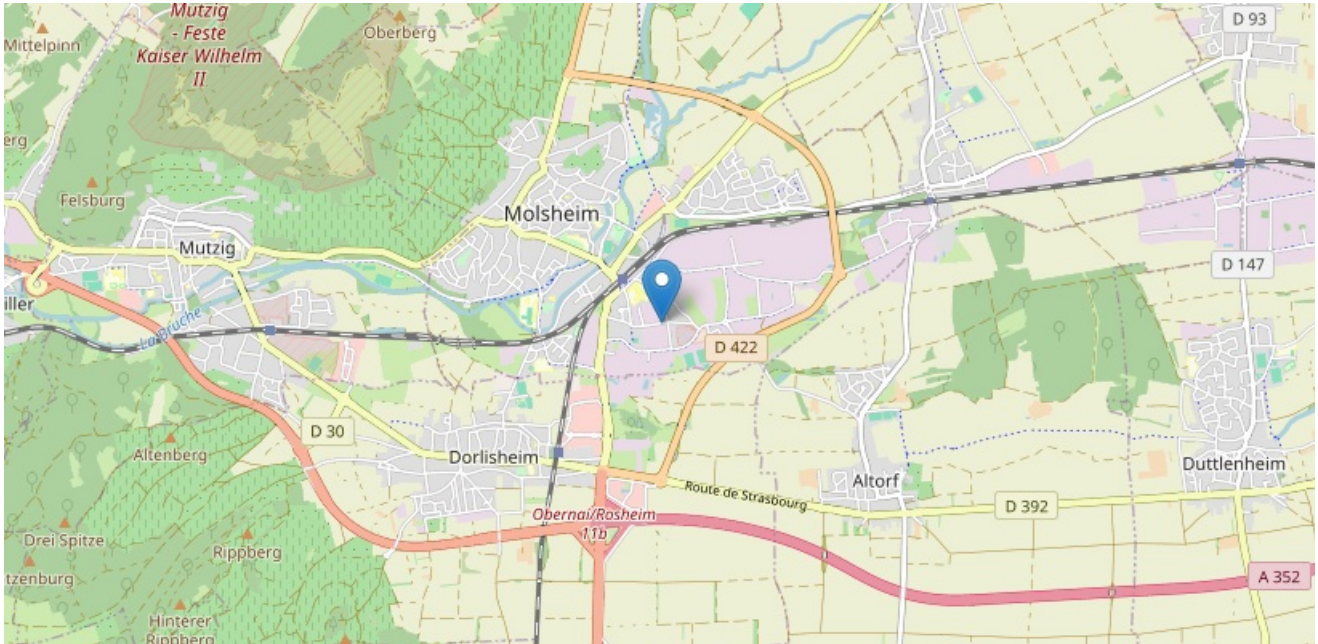 Mutzig
- Feste
Kaiser Wilhelm
II
Mittelpinn
Oberberg
D 93
erg
Felsburg
Molsheim
Mutzig
D 147
iller
La Bruche
D 422
D 30
Altenberg
Dorlisheim
Duttlenheim
Altorf
Route de Strasbourg
D 392
Obernai/Rosheim
11b
Drei Spitze
Rippberg
tzenburg
A 352
Hinterer
Rippberg